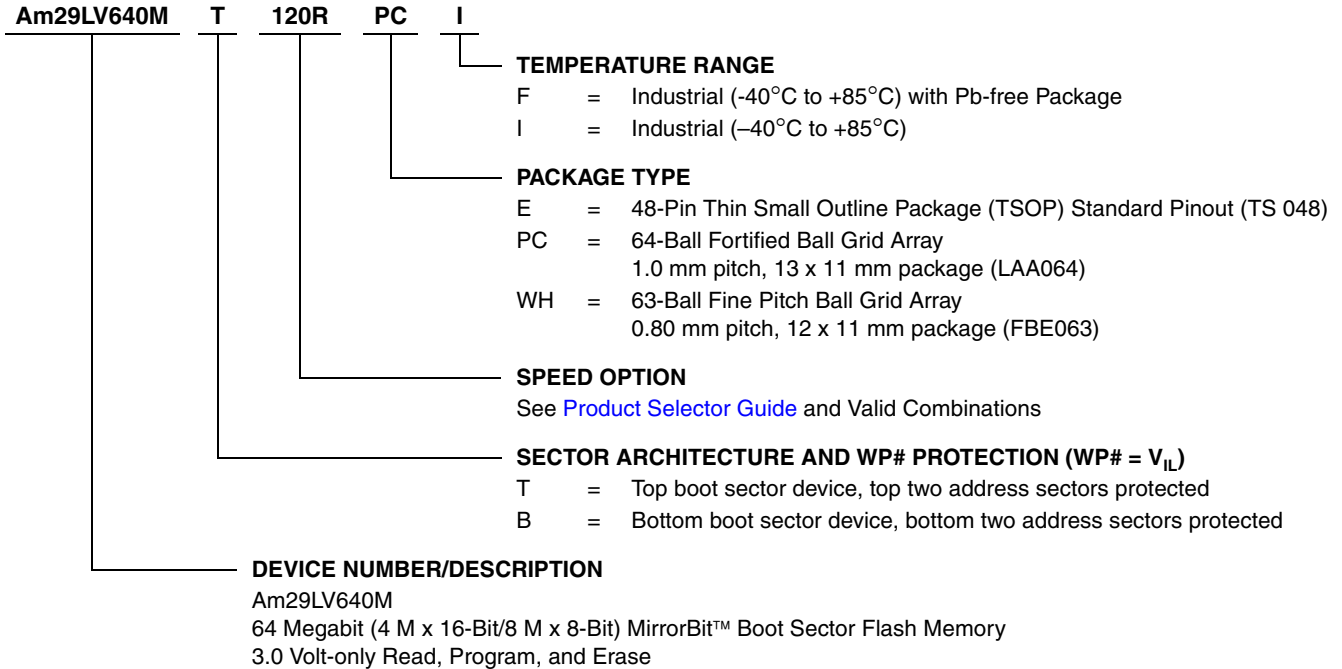 Am29LV640M T 120R PC I
TEMPERATURE RANGE
F = Industrial (-40°C to +85°C) with Pb-free Package
I = Industrial (–40°C to +85°C)
PACKAGE TYPE
E = 48-Pin Thin Small Outline Package (TSOP) Standard Pinout (TS 048)
PC = 64-Ball Fortified Ball Grid Array
1.0 mm pitch, 13 x 11 mm package (LAA064)
WH = 63-Ball Fine Pitch Ball Grid Array
0.80 mm pitch, 12 x 11 mm package (FBE063)
SPEED OPTION
See Product Selector Guide and Valid Combinations
SECTOR ARCHITECTURE AND WP# PROTECTION (WP# = VIL)
T = Top boot sector device, top two address sectors protected
B = Bottom boot sector device, bottom two address sectors protected
DEVICE NUMBER/DESCRIPTION
Am29LV640M
64 Megabit (4 M x 16-Bit/8 M x 8-Bit) MirrorBit™ Boot Sector Flash Memory
3.0 Volt-only Read, Program, and Erase